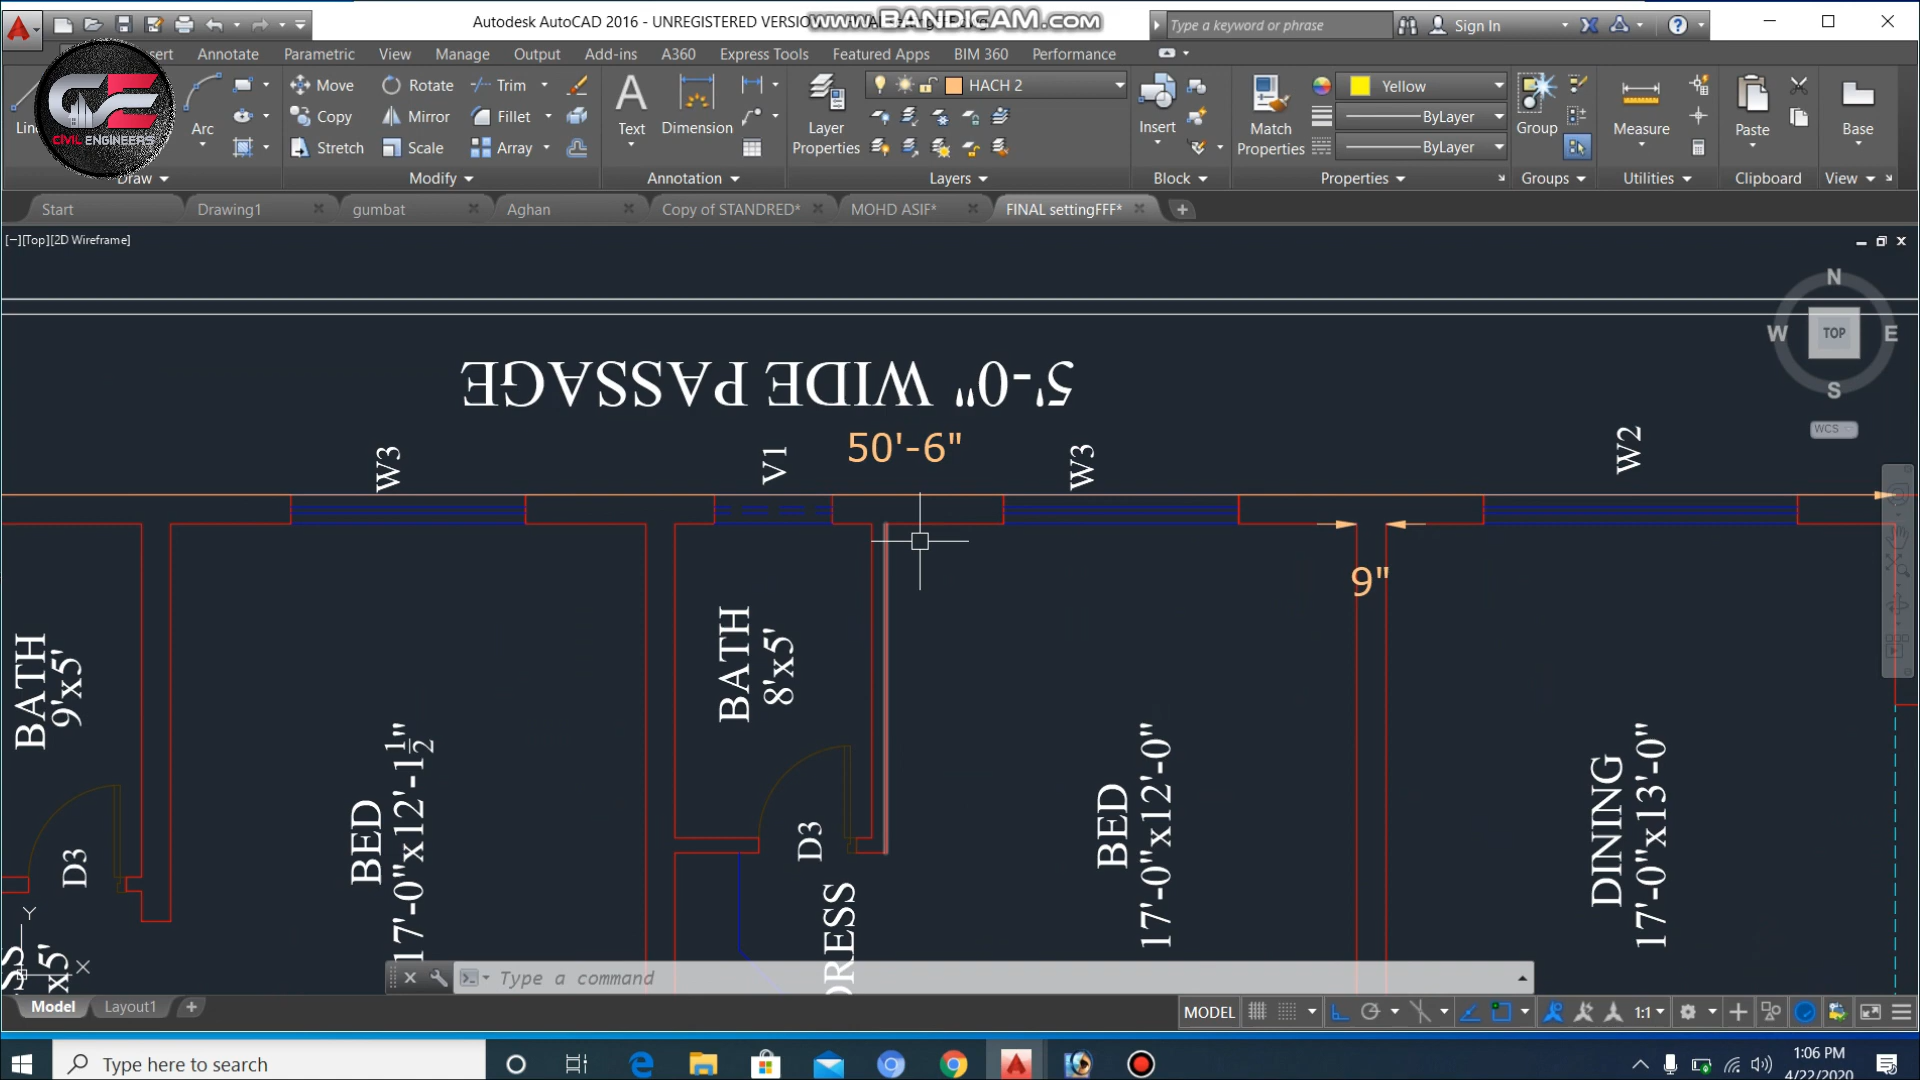 Autodesk AutoCAD 2016 - UNREGISTERED VERSIO
www.BANDICAM.com
Type a keyword or phrase
Sign In
Annotate
Parametric
View
Manage
Output
Add-ins
A360
Express Tools
Featured Apps
BIM 360
Performance
CIVIL ENGINEERS
Arc
Draw
Move
Rotate
Trim
Copy
Mirror
Fillet
Stretch
Scale
Array
Modify
Text
Dimension
Annotation
Layer
Properties
HACH 2
Layers
Insert
Block
Match
Properties
Yellow
ByLayer
ByLayer
Properties
Group
Groups
Measure
Utilities
Paste
Clipboard
Base
View
Start
Drawing1
gumbat
Aghan
Copy of STANDRED*
MOHD ASIF*
FINAL settingFFF*
[−][Top][2D Wireframe]
N
W
TOP
E
S
WCS
5'-0" WIDE PASSAGE
50'-6"
W3
V1
W3
W2
9"
BATH
9'x5'
BATH
8'x5'
BED
17'-0"x12'-1½"
BED
17'-0"x12'-0"
DINING
17'-0"x13'-0"
D3
D3
Y
X
x5'
Type a command
Model
Layout1
MODEL
1:1
Type here to search
1:06 PM
4/22/2020